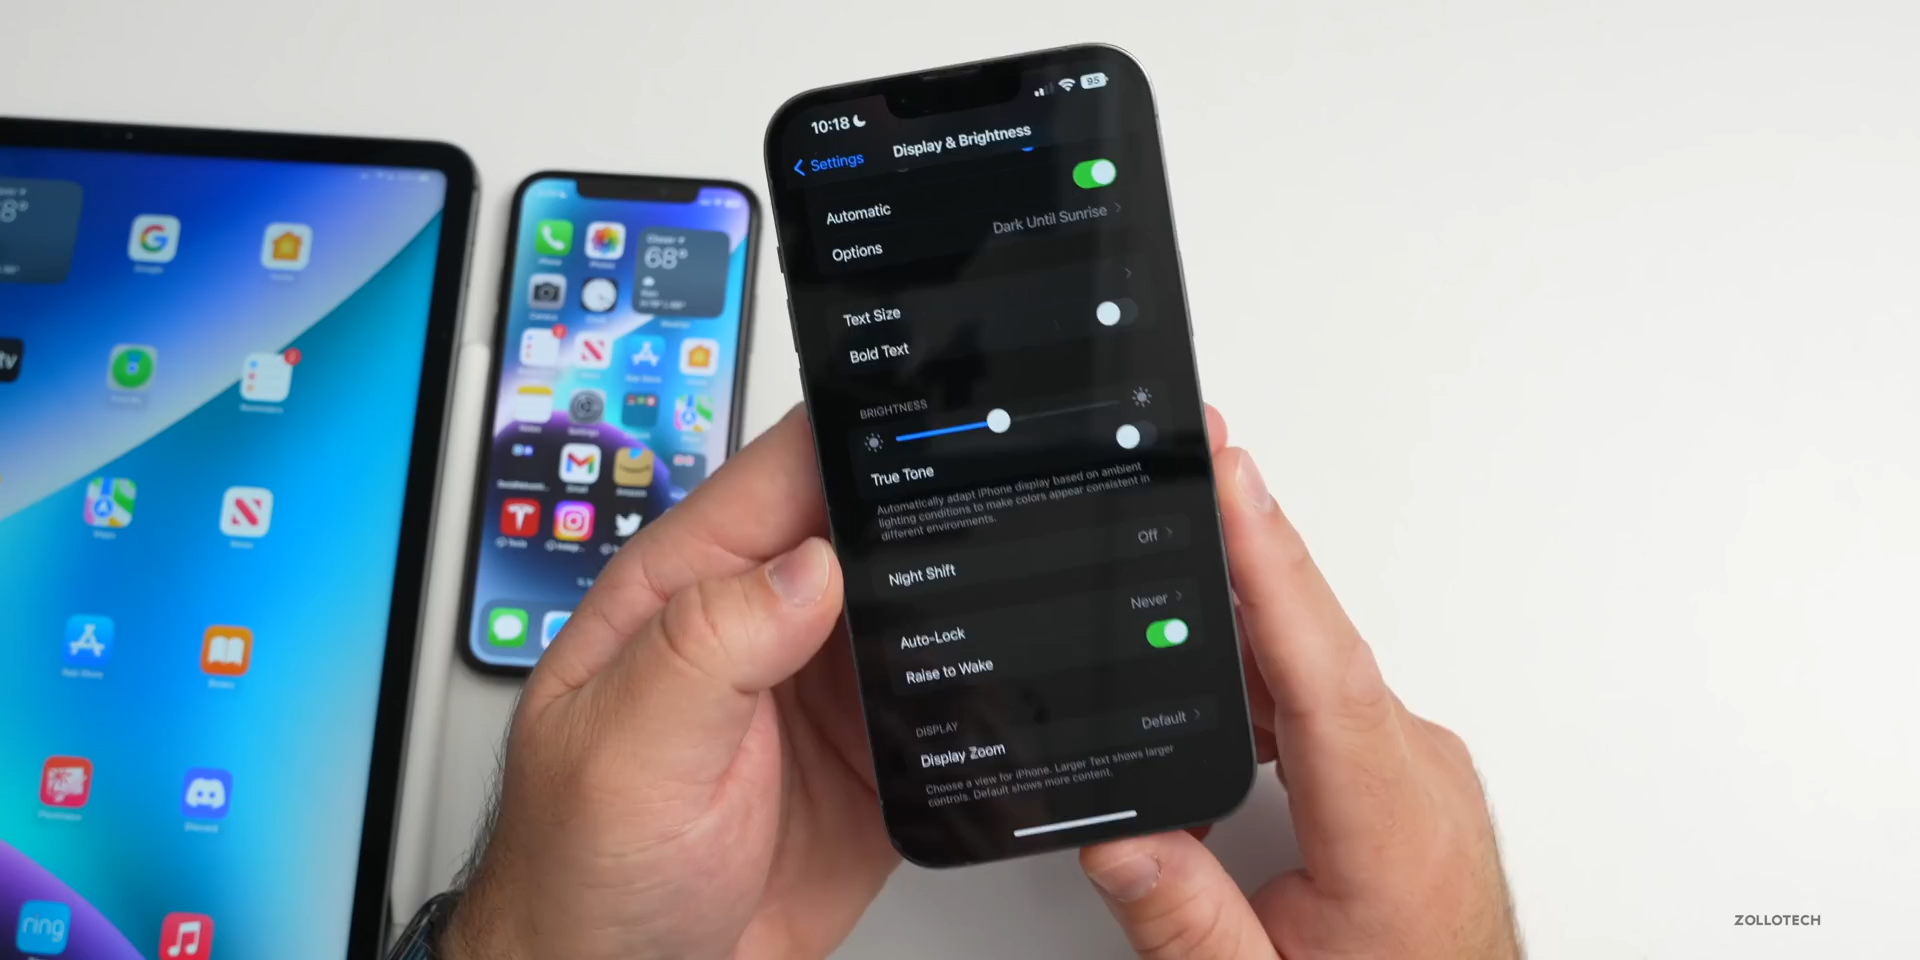 10:18
95
Settings
Display & Brightness
Automatic
Options
Dark Until Sunrise
Text Size
Bold Text
BRIGHTNESS
True Tone
Automatically adapt iPhone display based on ambient
lighting conditions to make colors appear consistent in
different environments.
Night Shift
Off
Auto-Lock
Never
Raise to Wake
DISPLAY
Display Zoom
Default
Choose a view for iPhone. Larger Text shows larger
controls. Default shows more content.
68°
ring
ZOLLOTECH